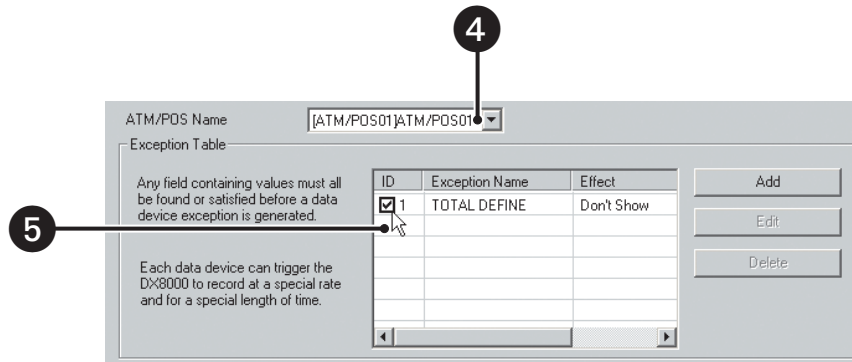 4
ATM/POS Name [ATM/POS01]ATM/POS01
Exception Table
Any field containing values must all
be found or satisfied before a data
device exception is generated.
Each data device can trigger the
DX8000 to record at a special rate
and for a special length of time.
ID Exception Name Effect
1 TOTAL DEFINE Don't Show
Add
Edit
Delete
5